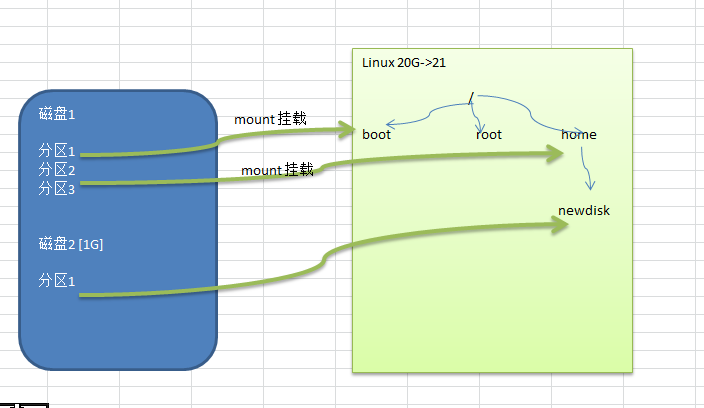 Linux 20G->21
/
磁盘1
mount 挂载
boot
root
home
分区1
分区2
mount 挂载
分区3
newdisk
磁盘2 [1G]
分区1